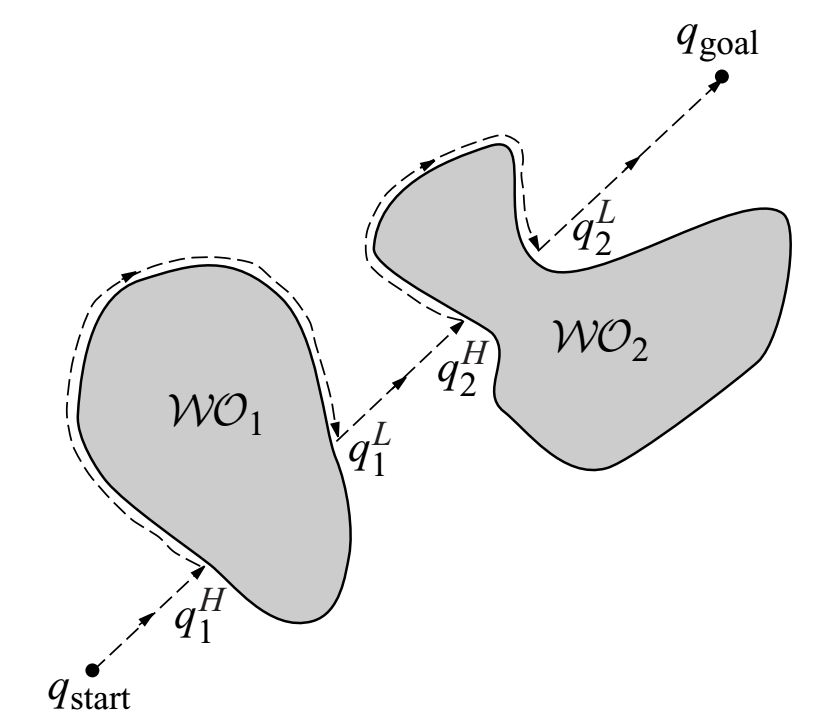 q_goal
q_2^L
𝒲𝒪_2
q_2^H
𝒲𝒪_1
q_1^L
q_1^H
q_start